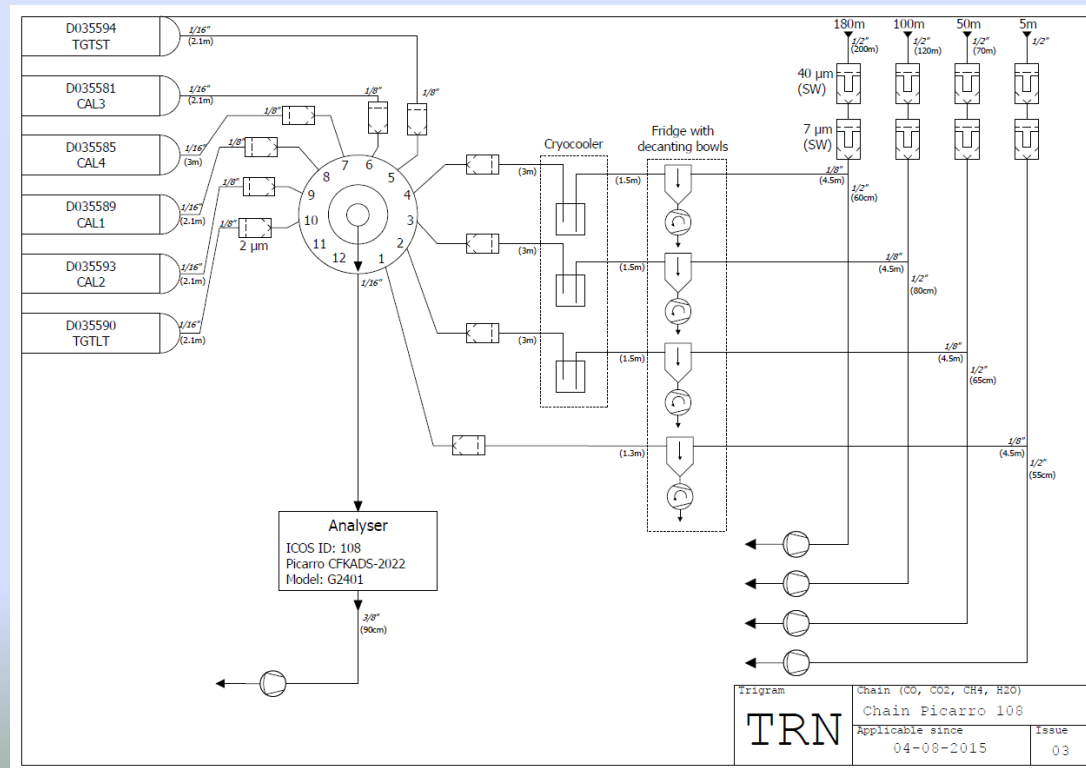 D035594
TGTST
1/16"
(2.1m)
D035581
CAL3
1/16"
(2.1m)
D035585
CAL4
1/16"
(3m)
D035589
CAL1
1/16"
(2.1m)
D035593
CAL2
1/16"
(2.1m)
D035590
TGTLT
1/16"
(2.1m)
1/8"
1/8"
1/8"
1/8"
1/8"
1/8"
2 µm
1
2
3
4
5
6
7
8
9
10
11
12
1/16"
(3m)
(3m)
(3m)
Cryocooler
(1.5m)
(1.5m)
(1.5m)
(1.3m)
Fridge with
decanting bowls
180m
100m
50m
5m
1/2"
(200m)
1/2"
(120m)
1/2"
(70m)
1/2"
40 µm
(SW)
7 µm
(SW)
1/8"
(4.5m)
1/2"
(60cm)
1/8"
(4.5m)
1/2"
(80cm)
1/8"
(4.5m)
1/2"
(65cm)
1/8"
(4.5m)
1/2"
(55cm)
Analyser
ICOS ID: 108
Picarro CFKADS-2022
Model: G2401
3/8"
(90cm)
Trigram
TRN
Chain (CO, CO2, CH4, H2O)
Chain Picarro 108
Applicable since
04-08-2015
Issue
03